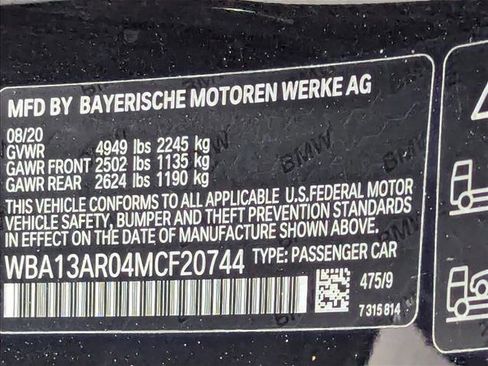 MFD BY BAYERISCHE MOTOREN WERKE AG
08/20
GVWR 4949 lbs 2245 kg
GAWR FRONT 2502 lbs 1135 kg
GAWR REAR 2624 lbs 1190 kg
THIS VEHICLE CONFORMS TO ALL APPLICABLE U.S.FEDERAL MOTOR
VEHICLE SAFETY, BUMPER AND THEFT PREVENTION STANDARDS
IN EFFECT ON THE DATE OF MANUFACTURE SHOWN ABOVE.
WBA13AR04MCF20744 TYPE: PASSENGER CAR
475/9
7 315 814
BMW